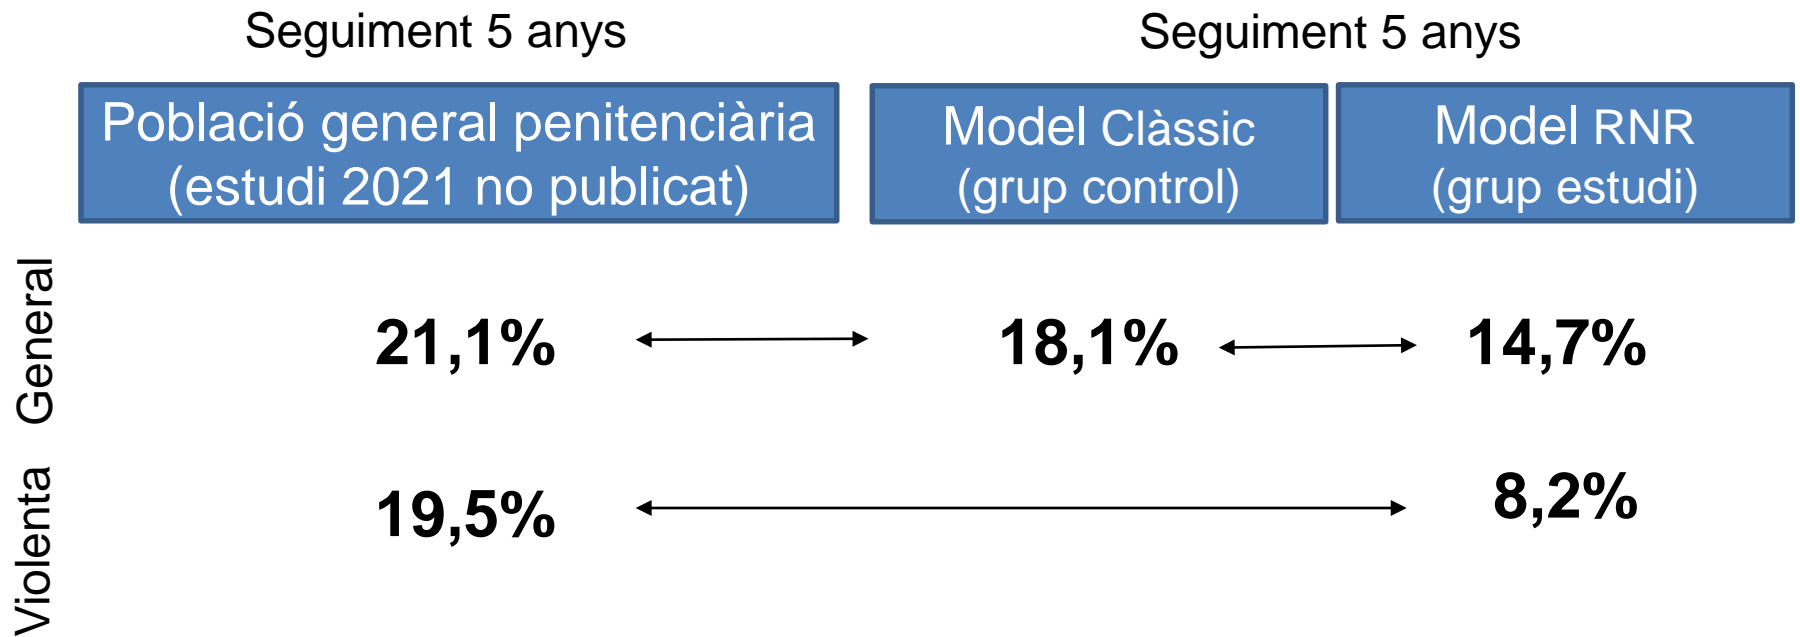 Seguiment 5 anys
Seguiment 5 anys
Població general penitenciària
(estudi 2021 no publicat)
Model Clàssic
(grup control)
Model RNR
(grup estudi)
General
21,1%
18,1%
14,7%
Violenta
19,5%
8,2%